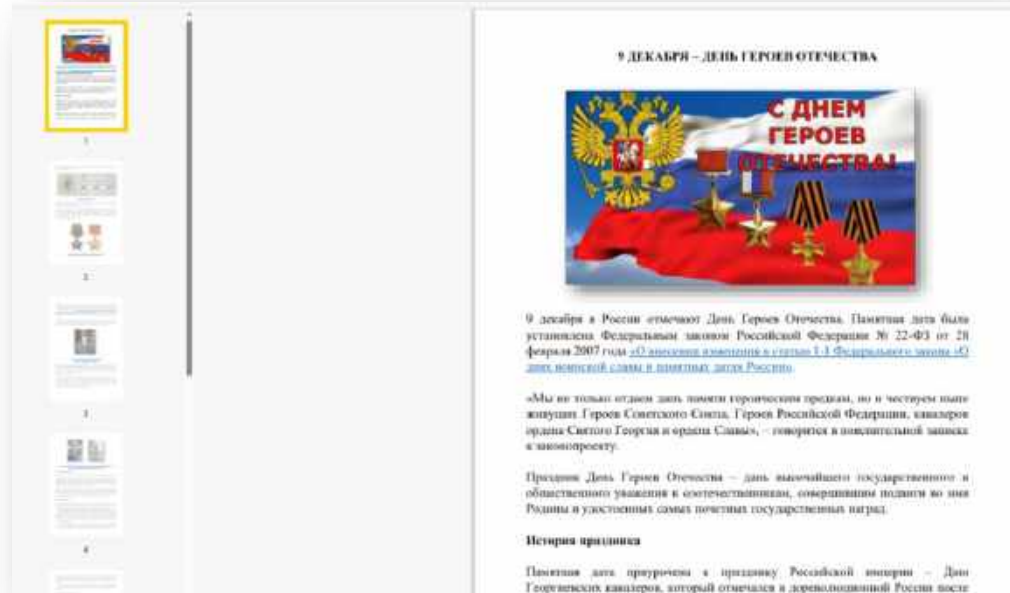 9 ДЕКАБРЯ – ДЕНЬ ГЕРОЕВ ОТЕЧЕСТВА
С ДНЕМ
ГЕРОЕВ
ОТЕЧЕСТВА!
9 декабря в России отмечают День Героев Отечества. Памятная дата была
установлена Федеральным законом Российской Федерации № 22-ФЗ от 28
февраля 2007 года «О внесении изменения в статью 1-1 Федерального закона «О
днях воинской славы и памятных датах России».
«Мы не только отдаем дань памяти героическим предкам, но и чествуем ныне
живущих Героев Советского Союза, Героев Российской Федерации, кавалеров
ордена Святого Георгия и ордена Славы», – говорится в пояснительной записке
к законопроекту.
Праздник День Героев Отечества – дань высочайшего государственного и
общественного уважения к соотечественникам, совершившим подвиги во имя
Родины и удостоенных самых почетных государственных наград.
История праздника
Памятная дата приурочена к празднику Российской империи – Дню
Георгиевских кавалеров, который отмечался в дореволюционной России после
1
2
3
4